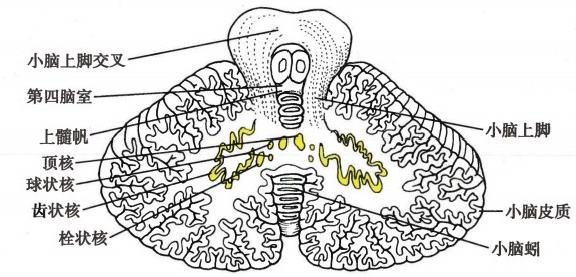 小脑上脚交叉
第四脑室
上髓帆
顶核
球状核
齿状核
栓状核
小脑上脚
小脑皮质
小脑蚓